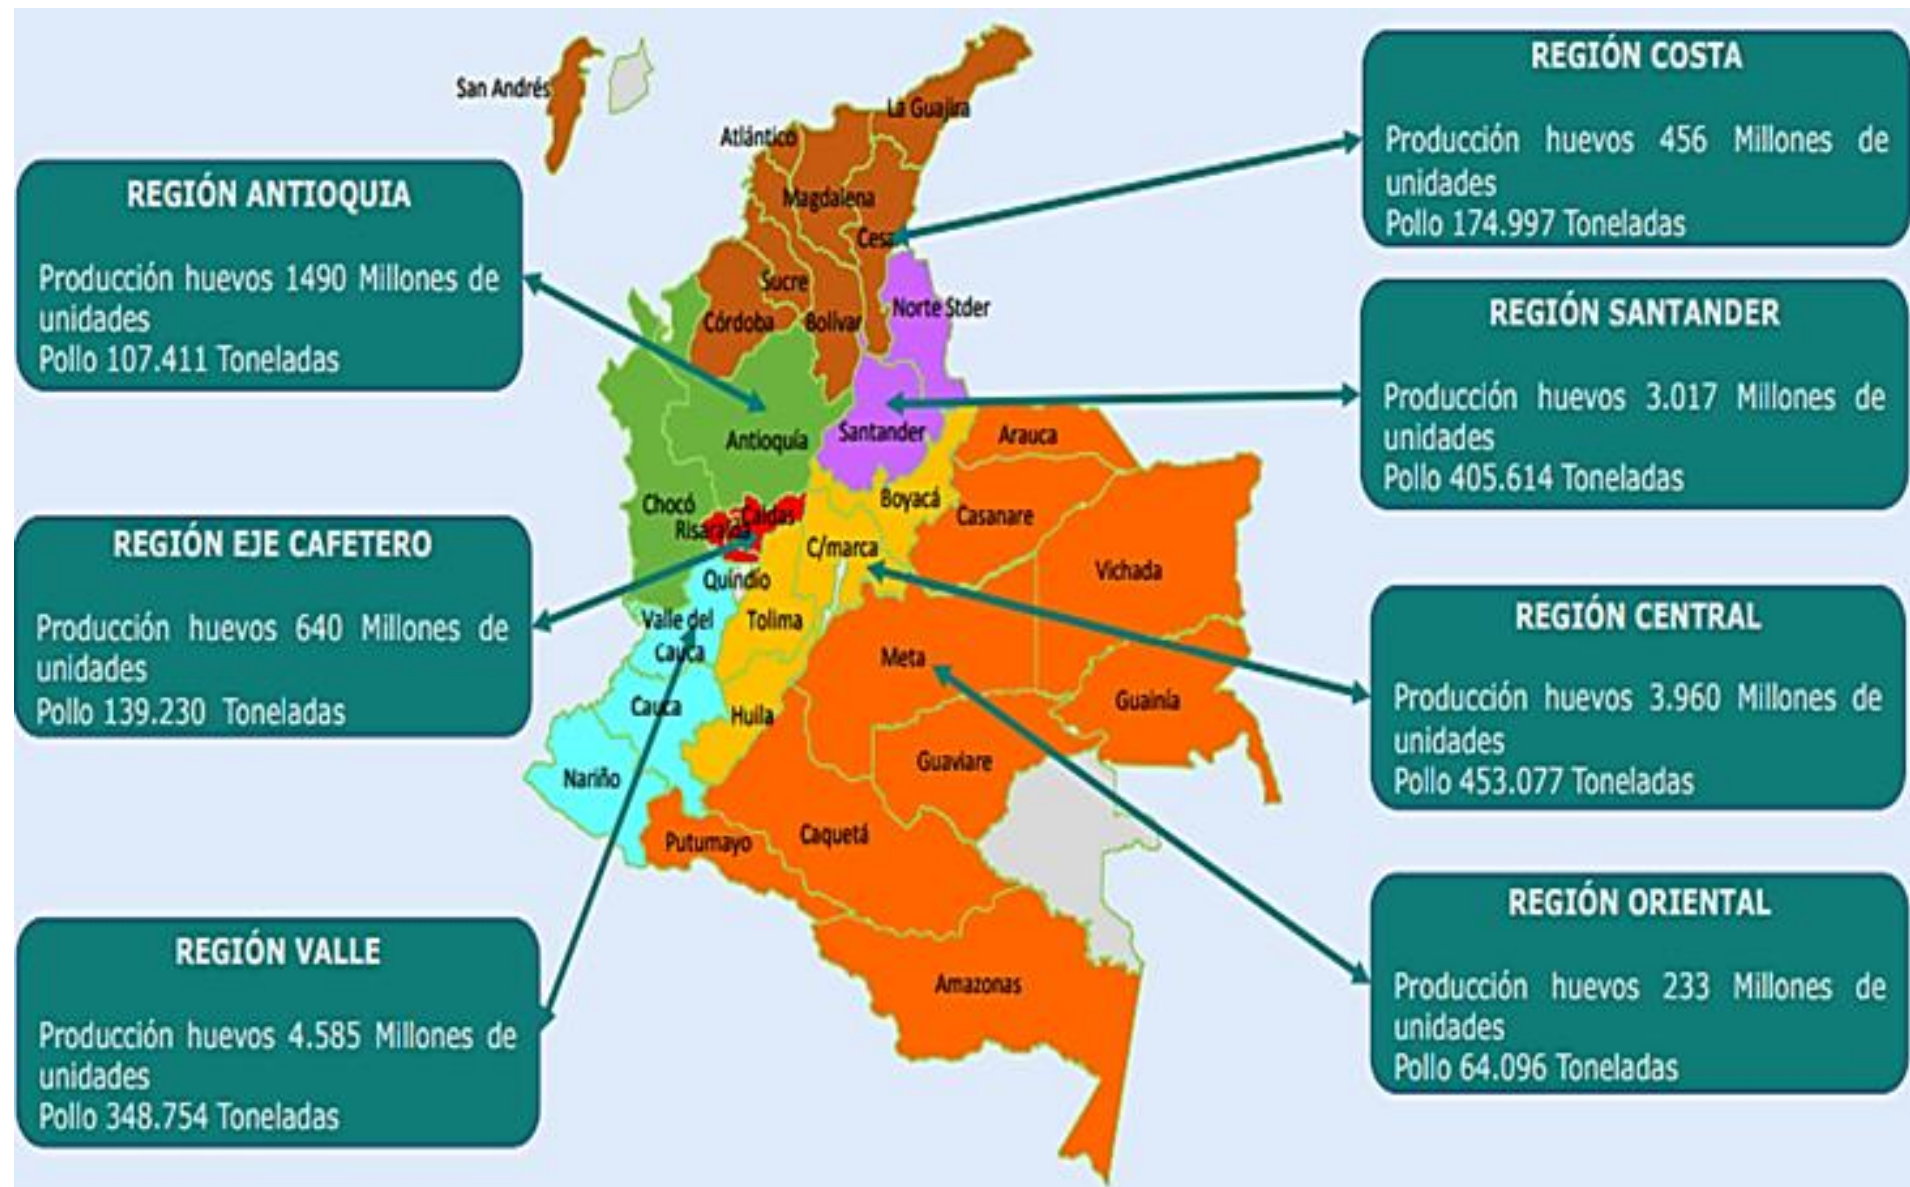 REGIÓN ANTIOQUIA
Producción huevos 1490 Millones de
unidades
Pollo 107.411 Toneladas
REGIÓN EJE CAFETERO
Producción huevos 640 Millones de
unidades
Pollo 139.230 Toneladas
REGIÓN VALLE
Producción huevos 4.585 Millones de
unidades
Pollo 348.754 Toneladas
San Andrés
La Guajira
Atlántico
Magdalena
Cesar
Sucre
Córdoba
Bolívar
Norte Stder
Antioquía
Santander
Arauca
Chocó
Caldas
Risaralda
Boyacá
Casanare
C/marca
Quindío
Vichada
Valle del
Cauca
Tolima
Meta
Cauca
Huila
Guainía
Nariño
Guaviare
Putumayo
Caquetá
Amazonas
REGIÓN COSTA
Producción huevos 456 Millones de
unidades
Pollo 174.997 Toneladas
REGIÓN SANTANDER
Producción huevos 3.017 Millones de
unidades
Pollo 405.614 Toneladas
REGIÓN CENTRAL
Producción huevos 3.960 Millones de
unidades
Pollo 453.077 Toneladas
REGIÓN ORIENTAL
Producción huevos 233 Millones de
unidades
Pollo 64.096 Toneladas